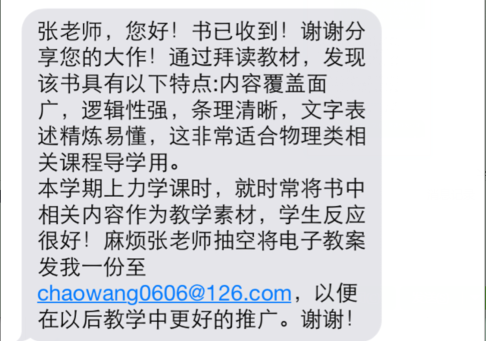 张老师，您好！书已收到！谢谢分
享您的大作！通过拜读教材，发现
该书具有以下特点:内容覆盖面
广，逻辑性强，条理清晰，文字表
述精炼易懂，这非常适合物理类相
关课程导学用。
本学期上力学课时，就时常将书中
相关内容作为教学素材，学生反应
很好！麻烦张老师抽空将电子教案
发我一份至
chaowang0606@126.com，以便
在以后教学中更好的推广。谢谢！